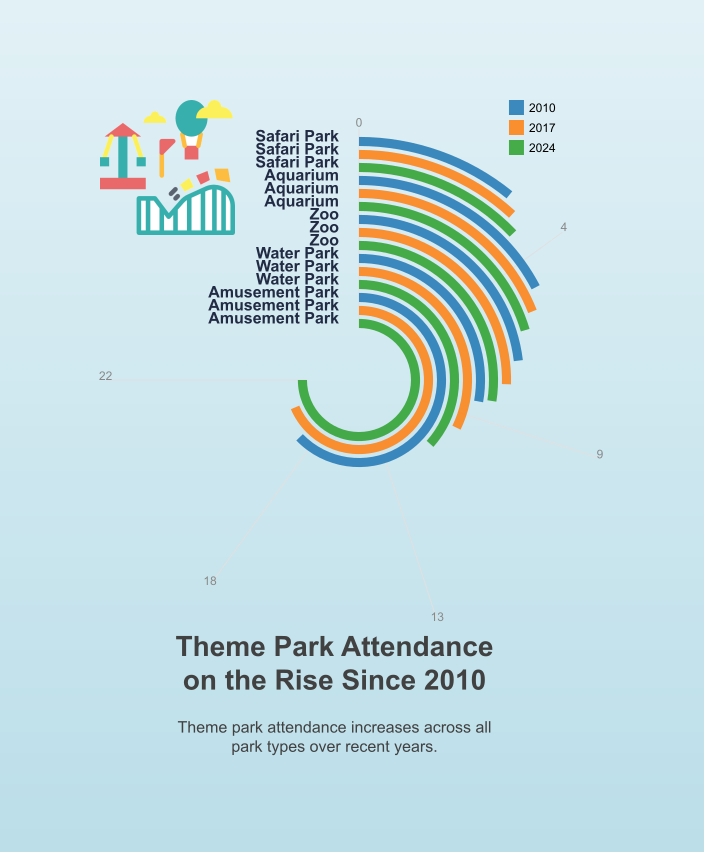 2010
2017
2024
0
Safari Park
Safari Park
Safari Park
Aquarium
Aquarium
Aquarium
Zoo
Zoo
Zoo
Water Park
Water Park
Water Park
Amusement Park
Amusement Park
Amusement Park
4
9
13
18
22
Theme Park Attendance
on the Rise Since 2010
Theme park attendance increases across all
park types over recent years.